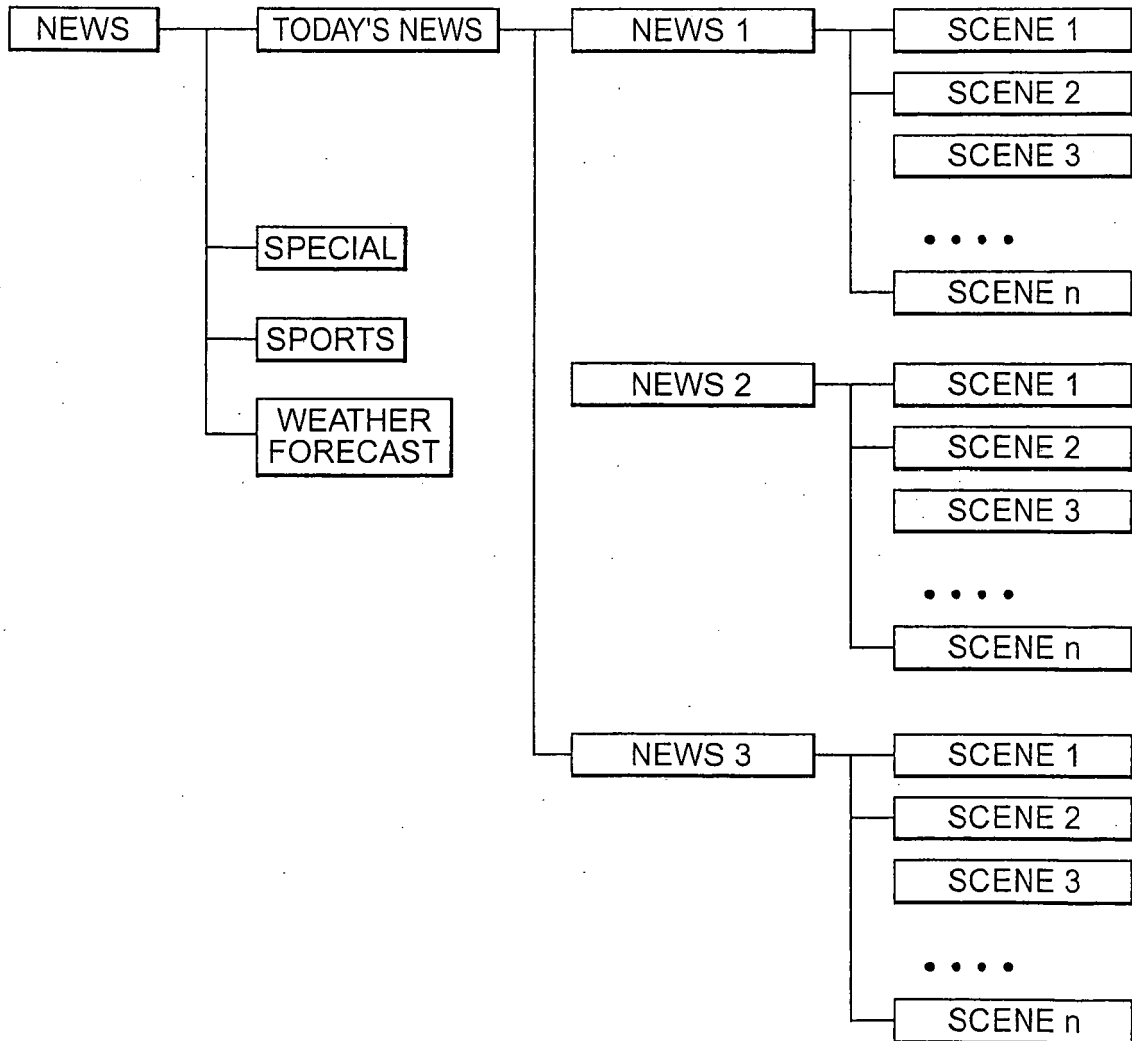 NEWS
TODAY'S NEWS
NEWS 1
SCENE 1
SCENE 2
SCENE 3
• • • •
SCENE n
SPECIAL
SPORTS
WEATHER
FORECAST
NEWS 2
SCENE 1
SCENE 2
SCENE 3
• • • •
SCENE n
NEWS 3
SCENE 1
SCENE 2
SCENE 3
• • • •
SCENE n